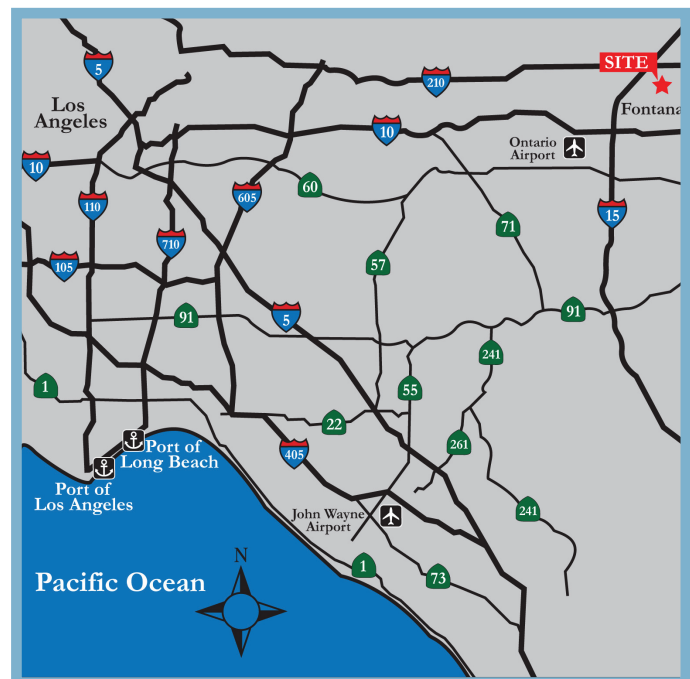 5
SITE
210
Los
Angeles
Fontana
10
Ontario
Airport
10
60
605
110
15
71
710
57
105
91
5
91
241
1
55
22
261
405
Port of
Long Beach
Port of
Los Angeles
John Wayne
Airport
241
N
1
73
Pacific Ocean